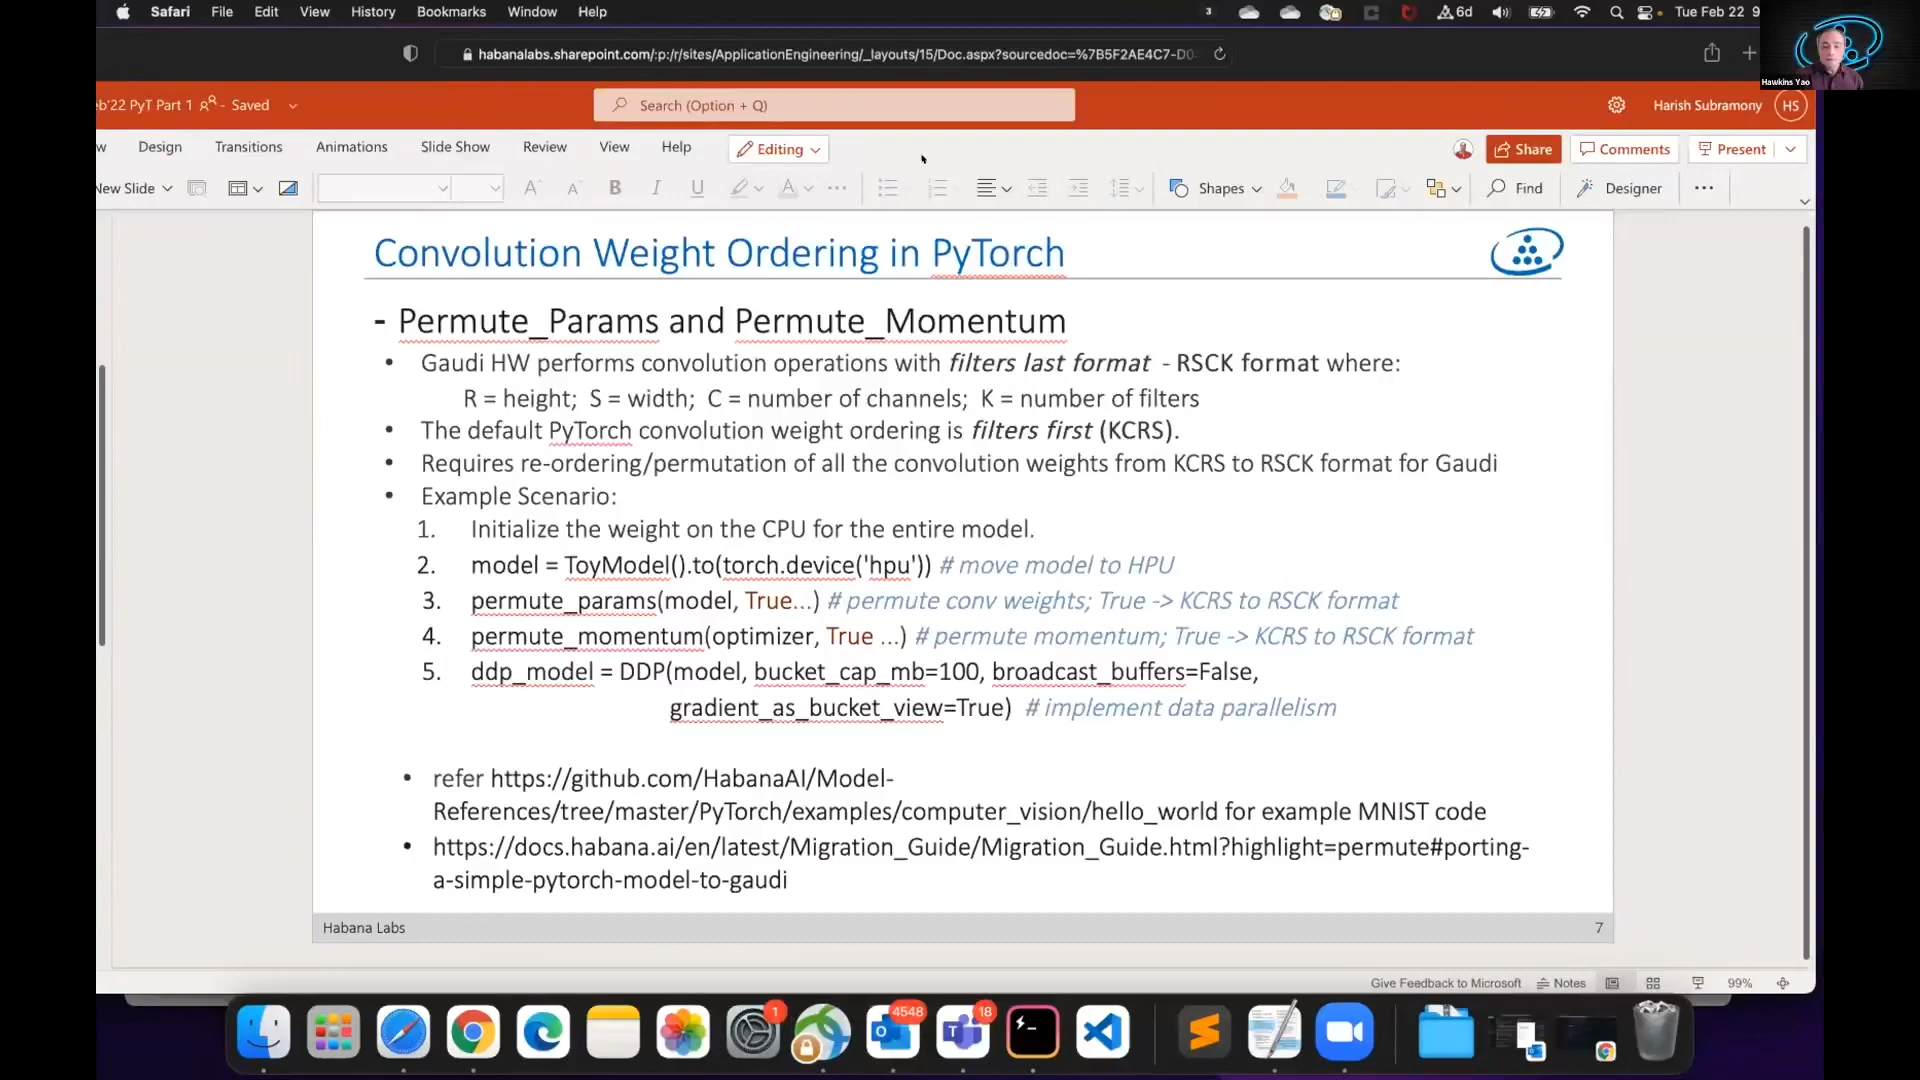 Safari File Edit View History Bookmarks Window Help 3 6d Tue Feb 22 9
habanalabs.sharepoint.com/:p:/r/sites/ApplicationEngineering/_layouts/15/Doc.aspx?sourcedoc=%7B5F2AE4C7-D0
Hawkins Yao
eb'22 PyT Part 1 - Saved Search (Option + Q) Harish Subramony HS
w Design Transitions Animations Slide Show Review View Help Editing Share Comments Present
New Slide A A B I U A Shapes Find Designer
Convolution Weight Ordering in PyTorch
- Permute_Params and Permute_Momentum
• Gaudi HW performs convolution operations with filters last format - RSCK format where:
R = height; S = width; C = number of channels; K = number of filters
• The default PyTorch convolution weight ordering is filters first (KCRS).
• Requires re-ordering/permutation of all the convolution weights from KCRS to RSCK format for Gaudi
• Example Scenario:
1. Initialize the weight on the CPU for the entire model.
2. model = ToyModel().to(torch.device('hpu')) # move model to HPU
3. permute_params(model, True...) # permute conv weights; True -> KCRS to RSCK format
4. permute_momentum(optimizer, True ...) # permute momentum; True -> KCRS to RSCK format
5. ddp_model = DDP(model, bucket_cap_mb=100, broadcast_buffers=False,
gradient_as_bucket_view=True) # implement data parallelism
• refer https://github.com/HabanaAI/Model-
References/tree/master/PyTorch/examples/computer_vision/hello_world for example MNIST code
• https://docs.habana.ai/en/latest/Migration_Guide/Migration_Guide.html?highlight=permute#porting-
a-simple-pytorch-model-to-gaudi
Habana Labs 7
Give Feedback to Microsoft Notes 99%
1 4548 18